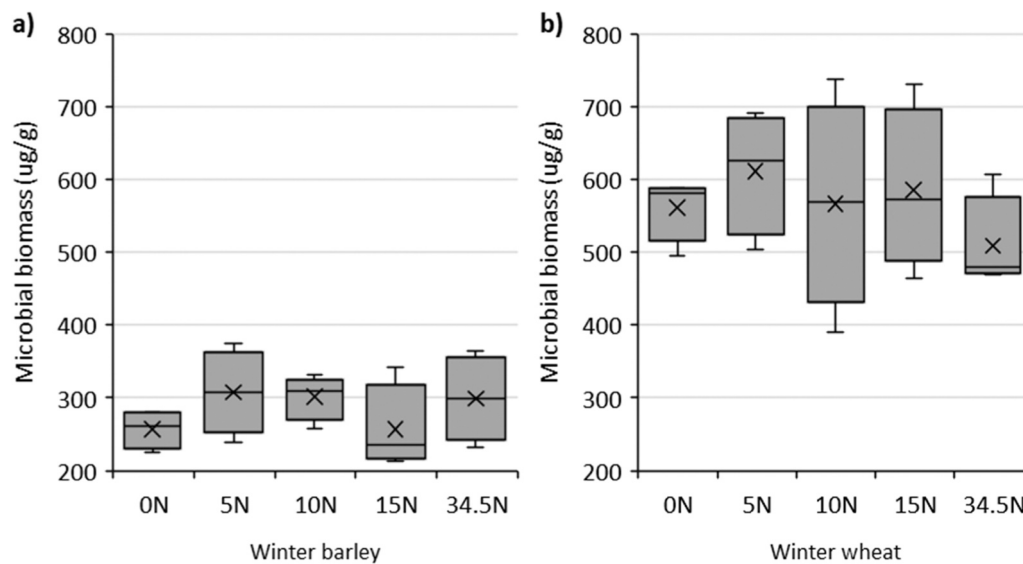 a)
Microbial biomass (ug/g)
800
700
600
500
400
300
200
0N 5N 10N 15N 34.5N
Winter barley
b)
Microbial biomass (ug/g)
800
700
600
500
400
300
200
0N 5N 10N 15N 34.5N
Winter wheat